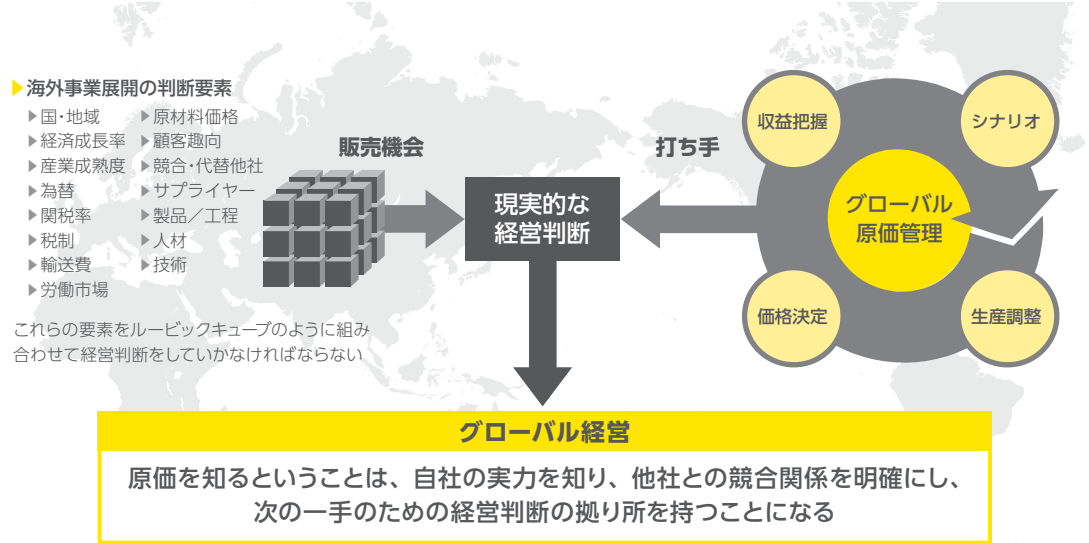 海外事業展開の判断要素
国・地域
経済成長率
産業成熟度
為替
関税率
税制
輸送費
労働市場
原材料価格
顧客趣向
競合・代替他社
サプライヤー
製品／工程
人材
技術
これらの要素をルービックキューブのように組み
合わせて経営判断をしていかなければならない
販売機会
現実的な
経営判断
打ち手
収益把握
シナリオ
グローバル
原価管理
価格決定
生産調整
グローバル経営
原価を知るということは、自社の実力を知り、他社との競合関係を明確にし、
次の一手のための経営判断の拠り所を持つことになる